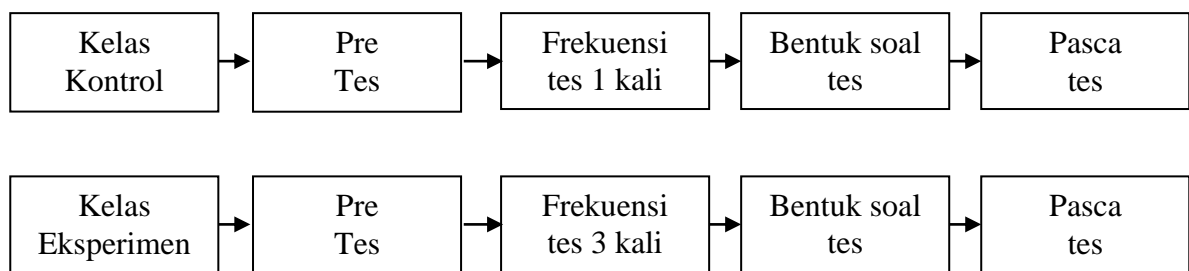 Kelas
Kontrol
Pre
Tes
Frekuensi
tes 1 kali
Bentuk soal
tes
Pasca
tes
Kelas
Eksperimen
Pre
Tes
Frekuensi
tes 3 kali
Bentuk soal
tes
Pasca
tes